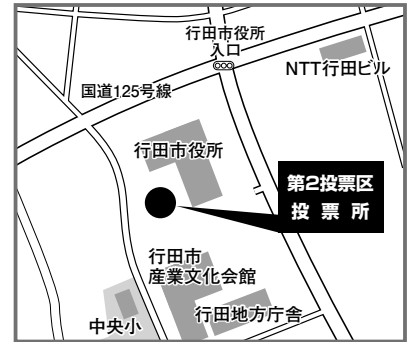 行田市役所
入口
NTT行田ビル
国道125号線
行田市役所
第2投票区
投票所
行田市
産業文化会館
行田地方庁舎
中央小